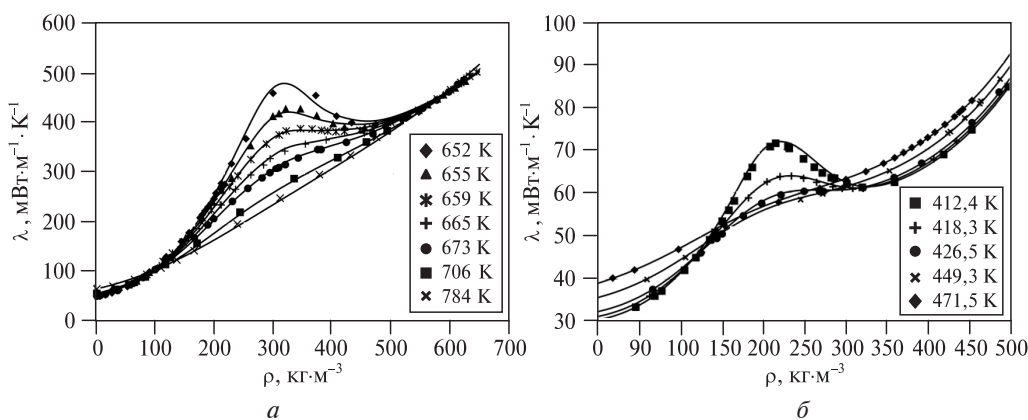 600
500
400
300
200
100
0
λ, мВт·м⁻¹·К⁻¹
0 100 200 300 400 500 600 700
ρ, кг·м⁻³
652 К
655 К
659 К
665 К
673 К
706 К
784 К
а
100
90
80
70
60
50
40
30
λ, мВт·м⁻¹·К⁻¹
0 90 100 150 200 250 300 350 400 450 500
ρ, кг·м⁻³
412,4 К
418,3 К
426,5 К
449,3 К
471,5 К
б